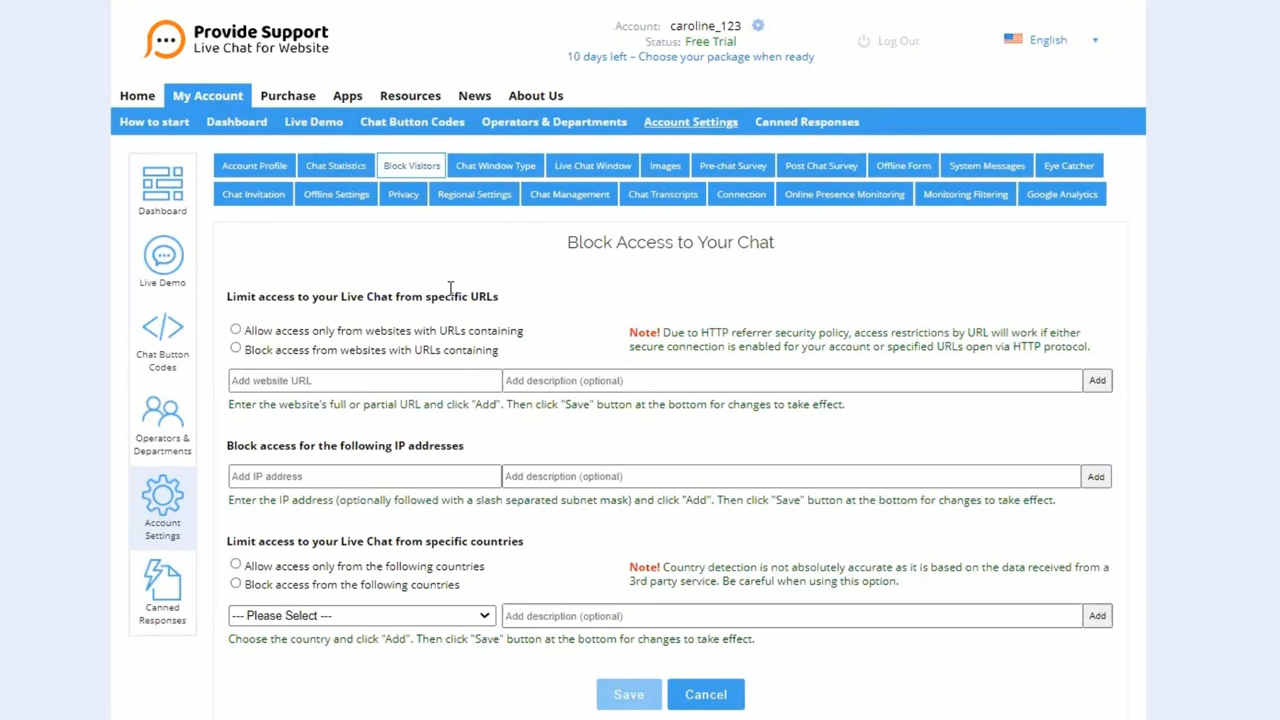 Provide Support
Live Chat for Website
Account: caroline_123
Status: Free Trial
10 days left – Choose your package when ready
Log Out
English
Home My Account Purchase Apps Resources News About Us
How to start Dashboard Live Demo Chat Button Codes Operators & Departments Account Settings Canned Responses
Account Profile Chat Statistics Block Visitors Chat Window Type Live Chat Window Images Pre-chat Survey Post Chat Survey Offline Form System Messages Eye Catcher
Chat Invitation Offline Settings Privacy Regional Settings Chat Management Chat Transcripts Connection Online Presence Monitoring Monitoring Filtering Google Analytics
Dashboard
Live Demo
Chat Button
Codes
Operators &
Departments
Account
Settings
Canned
Responses
Block Access to Your Chat
Limit access to your Live Chat from specific URLs
Allow access only from websites with URLs containing
Block access from websites with URLs containing
Note! Due to HTTP referrer security policy, access restrictions by URL will work if either
secure connection is enabled for your account or specified URLs open via HTTP protocol.
Add website URL Add description (optional) Add
Enter the website's full or partial URL and click "Add". Then click "Save" button at the bottom for changes to take effect.
Block access for the following IP addresses
Add IP address Add description (optional) Add
Enter the IP address (optionally followed with a slash separated subnet mask) and click "Add". Then click "Save" button at the bottom for changes to take effect.
Limit access to your Live Chat from specific countries
Allow access only from the following countries
Block access from the following countries
Note! Country detection is not absolutely accurate as it is based on the data received from a
3rd party service. Be careful when using this option.
--- Please Select --- Add description (optional) Add
Choose the country and click "Add". Then click "Save" button at the bottom for changes to take effect.
Save Cancel